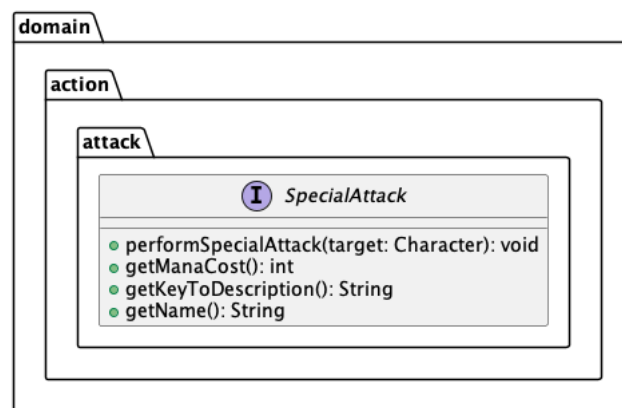 domain
action
attack
I SpecialAttack
performSpecialAttack(target: Character): void
getManaCost(): int
getKeyToDescription(): String
getName(): String